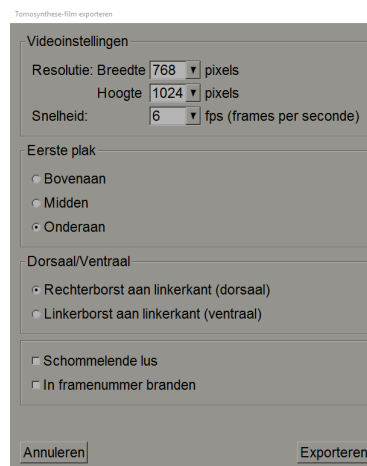 Tomosynthese-film exporteren
Videoinstellingen
Resolutie: Breedte 768 pixels
Hoogte 1024 pixels
Snelheid: 6 fps (frames per seconde)
Eerste plak
Bovenaan
Midden
Onderaan
Dorsaal/Ventraal
Rechterborst aan linkerkant (dorsaal)
Linkerborst aan linkerkant (ventraal)
Schommelende lus
In framenummer branden
Annuleren Exporteren